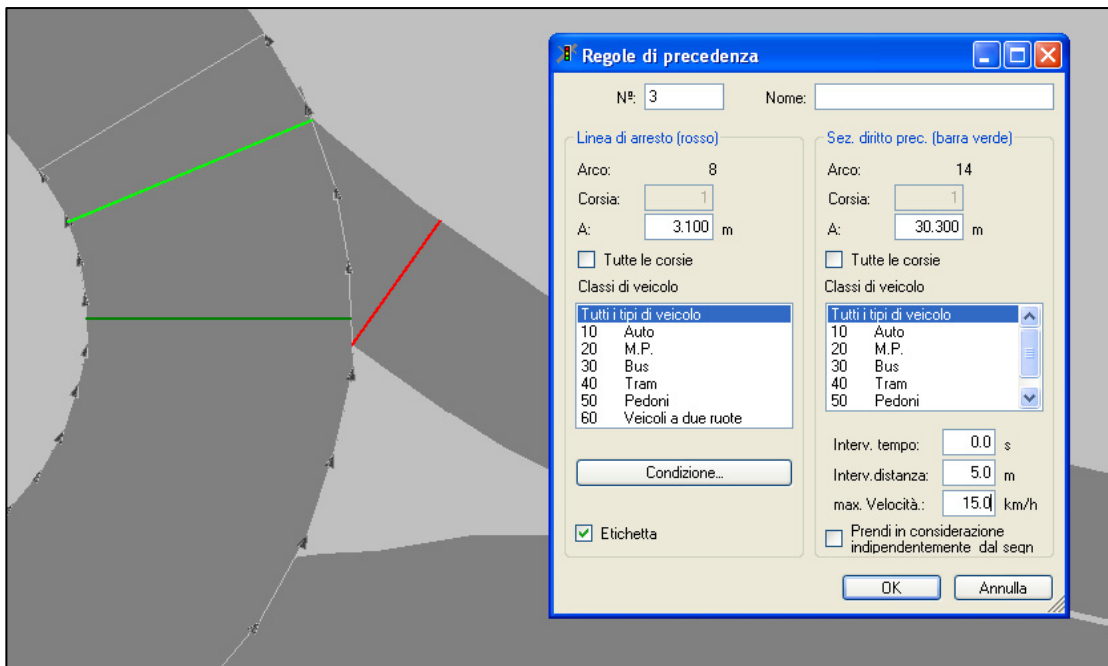 Regole di precedenza
Nº: 3 Nome:
Linea di arresto (rosso)
Arco: 8
Corsia: 1
A: 3.100 m
Tutte le corsie
Classi di veicolo
Tutti i tipi di veicolo
10 Auto
20 M.P.
30 Bus
40 Tram
50 Pedoni
60 Veicoli a due ruote
Condizione...
Etichetta
Sez. diritto prec. (barra verde)
Arco: 14
Corsia: 1
A: 30.300 m
Tutte le corsie
Classi di veicolo
Tutti i tipi di veicolo
10 Auto
20 M.P.
30 Bus
40 Tram
50 Pedoni
Interv. tempo: 0.0 s
Interv.distanza: 5.0 m
max. Velocità.: 15.0 km/h
Prendi in considerazione
indipendentemente dal segn
OK Annulla